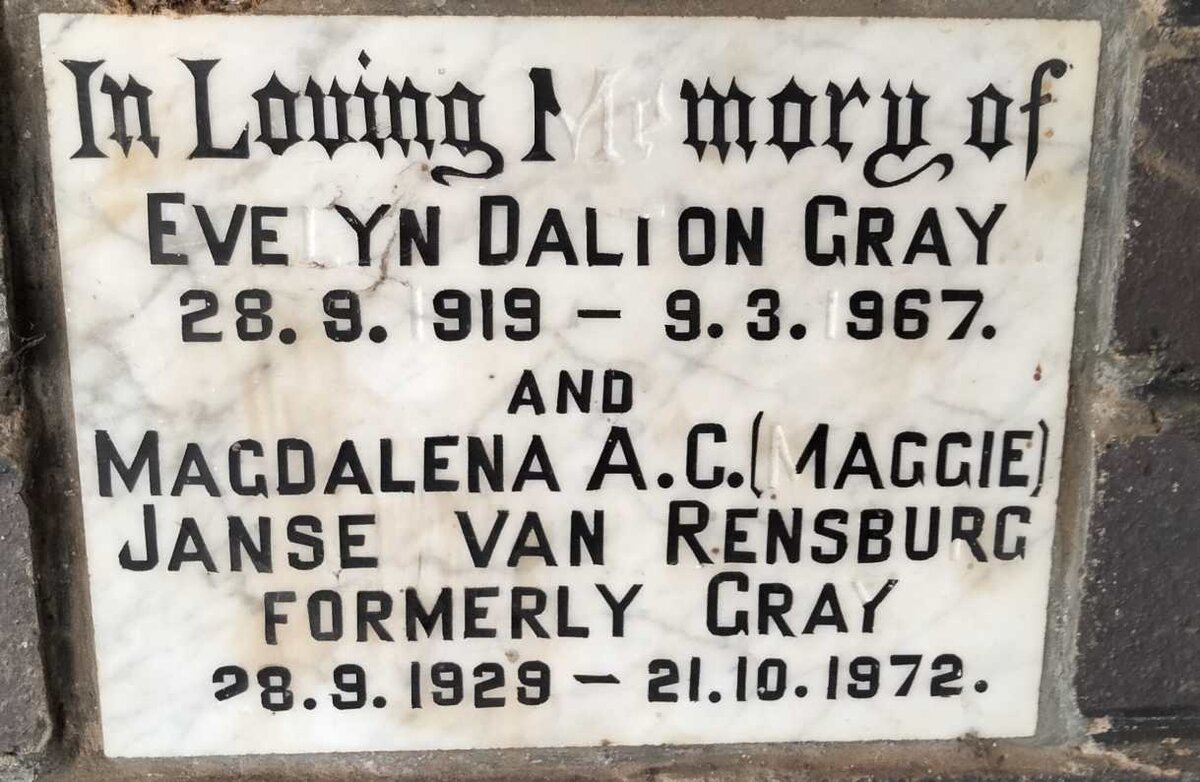 In Loving Memory of
EVELYN DALTON GRAY
28.9.1919 – 9.3.1967.
AND
MAGDALENA A.C.(MAGGIE)
JANSE VAN RENSBURG
FORMERLY GRAY
28.9.1929 – 21.10.1972.